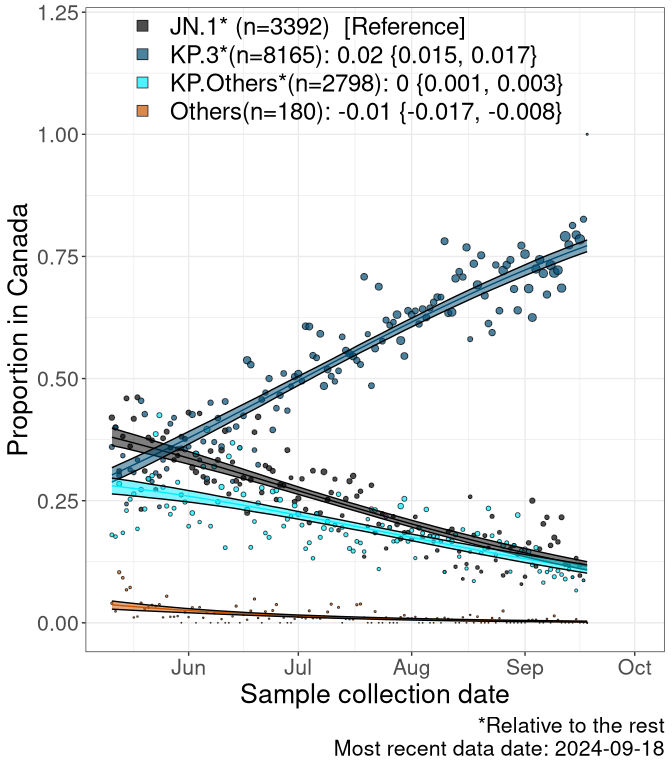 1.25
JN.1* (n=3392) [Reference]
KP.3*(n=8165): 0.02 {0.015, 0.017}
KP.Others*(n=2798): 0 {0.001, 0.003}
Others(n=180): -0.01 {-0.017, -0.008}
1.00
0.75
0.50
0.25
0.00
Proportion in Canada
Jun Jul Aug Sep Oct
Sample collection date
*Relative to the rest
Most recent data date: 2024-09-18